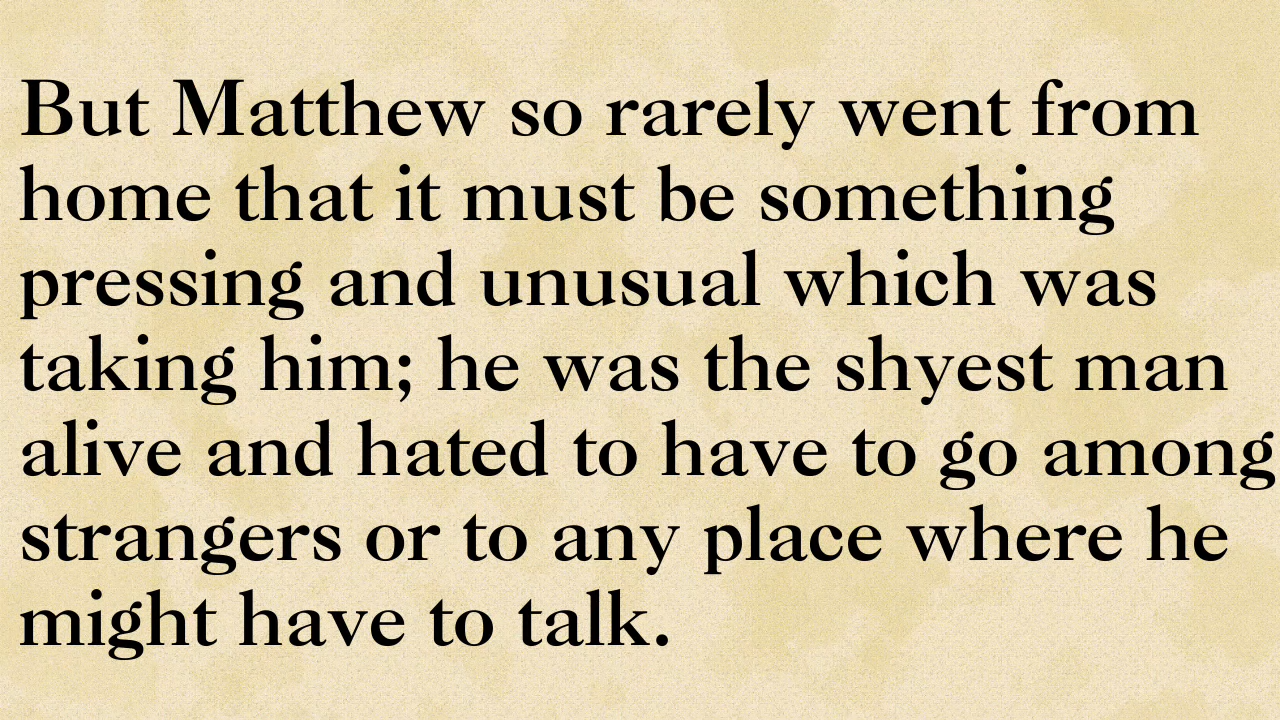 But Matthew so rarely went from
home that it must be something
pressing and unusual which was
taking him; he was the shyest man
alive and hated to have to go among
strangers or to any place where he
might have to talk.